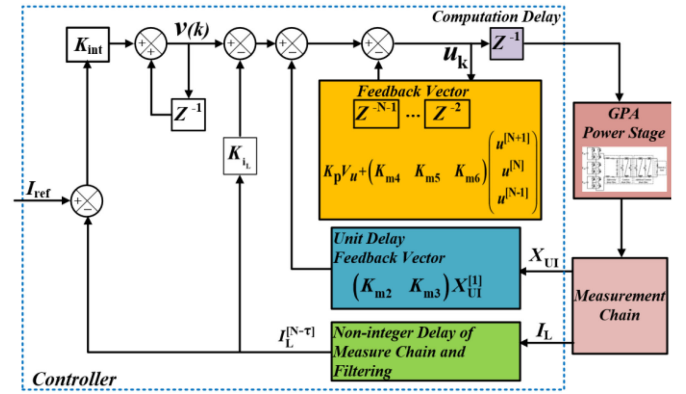 Computation Delay
K_int
+
+
v(k)
+
−
+
−
+
−
u_k
Z^-1
Z^-1
Feedback Vector
Z^-N-1 ... Z^-2
K_p V_u + (K_m4 K_m5 K_m6) ( u^[N+1]
u^[N]
u^[N-1] )
GPA
Power Stage
K_i_L
I_ref
+
−
Unit Delay
Feedback Vector
(K_m2 K_m3) X_UI^[1]
X_UI
Measurement
Chain
I_L^[N-τ]
Non-integer Delay of
Measure Chain and
Filtering
I_L
Controller